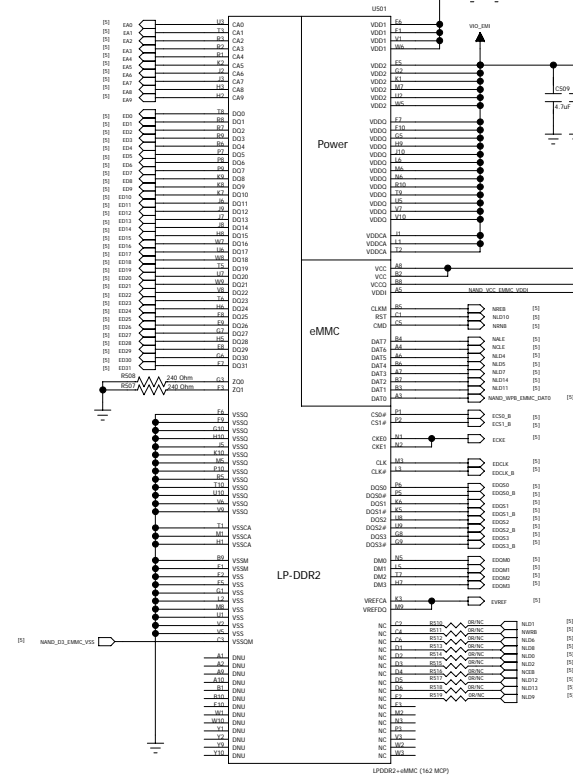 U501
[5] EA0 U3 CA0
[5] EA1 T3 CA1
[5] EA2 R3 CA2
[5] EA3 R2 CA3
[5] EA4 R1 CA4
[5] EA5 K2 CA5
[5] EA6 J2 CA6
[5] EA7 J3 CA7
[5] EA8 H3 CA8
[5] EA9 H2 CA9
[5] ED0 T8 DQ0
[5] ED1 R8 DQ1
[5] ED2 R7 DQ2
[5] ED3 R9 DQ3
[5] ED4 R6 DQ4
[5] ED5 P7 DQ5
[5] ED6 P8 DQ6
[5] ED7 P9 DQ7
[5] ED8 K9 DQ8
[5] ED9 K8 DQ9
[5] ED10 K7 DQ10
[5] ED11 J6 DQ11
[5] ED12 J9 DQ12
[5] ED13 J7 DQ13
[5] ED14 J8 DQ14
[5] ED15 H8 DQ15
[5] ED16 W7 DQ16
[5] ED17 U6 DQ17
[5] ED18 W8 DQ18
[5] ED19 T5 DQ19
[5] ED20 U7 DQ20
[5] ED21 W9 DQ21
[5] ED22 V8 DQ22
[5] ED23 T6 DQ23
[5] ED24 H6 DQ24
[5] ED25 F8 DQ25
[5] ED26 E9 DQ26
[5] ED27 G7 DQ27
[5] ED28 H5 DQ28
[5] ED29 E8 DQ29
[5] ED30 G6 DQ30
[5] ED31 F7 DQ31
R508 240 Ohm G3 ZQ0
R507 240 Ohm F3 ZQ1
F6 VSSQ
F9 VSSQ
G10 VSSQ
H10 VSSQ
J5 VSSQ
K10 VSSQ
M5 VSSQ
P10 VSSQ
R5 VSSQ
T10 VSSQ
U10 VSSQ
V6 VSSQ
V9 VSSQ
T1 VSSCA
M1 VSSCA
H1 VSSCA
B9 VSSM
E1 VSSM
F2 VSS
E5 VSS
G1 VSS
L2 VSS
M8 VSS
U1 VSS
V2 VSS
V5 VSS
[5] NAND_D3_EMMC_VSS C3 VSSQM
A1 DNU
A2 DNU
A9 DNU
A10 DNU
B1 DNU
B10 DNU
E10 DNU
W1 DNU
W10 DNU
Y1 DNU
Y2 DNU
Y9 DNU
Y10 DNU
Power
eMMC
LP-DDR2
VDD1 E6
VDD1 F1
VDD1 V1
VDD1 W6
VIO_EMI
VDD2 E5
VDD2 G2
VDD2 K1
VDD2 M7
VDD2 U2
VDD2 W5
C509
4.7uF
VDDQ F7
VDDQ F10
VDDQ G5
VDDQ H9
VDDQ J10
VDDQ L6
VDDQ M6
VDDQ N6
VDDQ R10
VDDQ T9
VDDQ U5
VDDQ V7
VDDQ V10
VDDCA J1
VDDCA L1
VDDCA T2
VCC A8
VCC B2
VCCQ B8
VDDI A5 NAND_VCC_EMMC_VDDI
CLKM B5 NREB [5]
RST C1 NLD10 [5]
CMD C5 NRNB [5]
DAT7 B4 NALE [5]
DAT6 A4 NCLE [5]
DAT5 A6 NLD4 [5]
DAT4 B6 NLD5 [5]
DAT3 A7 NLD7 [5]
DAT2 B7 NLD14 [5]
DAT1 B3 NLD11 [5]
DAT0 A3 NAND_WPB_EMMC_DAT0 [5]
CS0# P1 ECS0_B [5]
CS1# P2 ECS1_B [5]
CKE0 N1 ECKE [5]
CKE1 N2
CLK M3 EDCLK [5]
CLK# L3 EDCLK_B [5]
DQS0 P6 EDQS0 [5]
DQS0# P5 EDQS0_B [5]
DQS1 K6 EDQS1 [5]
DQS1# K5 EDQS1_B [5]
DQS2 U8 EDQS2 [5]
DQS2# U9 EDQS2_B [5]
DQS3 G8 EDQS3 [5]
DQS3# G9 EDQS3_B [5]
DM0 N5 EDQM0 [5]
DM1 L5 EDQM1 [5]
DM2 T7 EDQM2 [5]
DM3 H7 EDQM3 [5]
VREFCA K3 EVREF [5]
VREFDQ M9
NC C2 R510 0R/NC NLD1 [5]
NC C4 R511 0R/NC NWRB [5]
NC C6 R512 0R/NC NLD6 [5]
NC D1 R513 0R/NC NLD8 [5]
NC D2 R514 0R/NC NLD0 [5]
NC D3 R515 0R/NC NLD2 [5]
NC D4 R516 0R/NC NCEB [5]
NC D5 R517 0R/NC NLD12 [5]
NC D6 R518 0R/NC NLD13 [5]
NC E2 R519 0R/NC NLD9 [5]
NC E3
NC M2
NC N3
NC P3
NC V3
NC W2
NC W3
LPDDR2+eMMC (162 MCP)